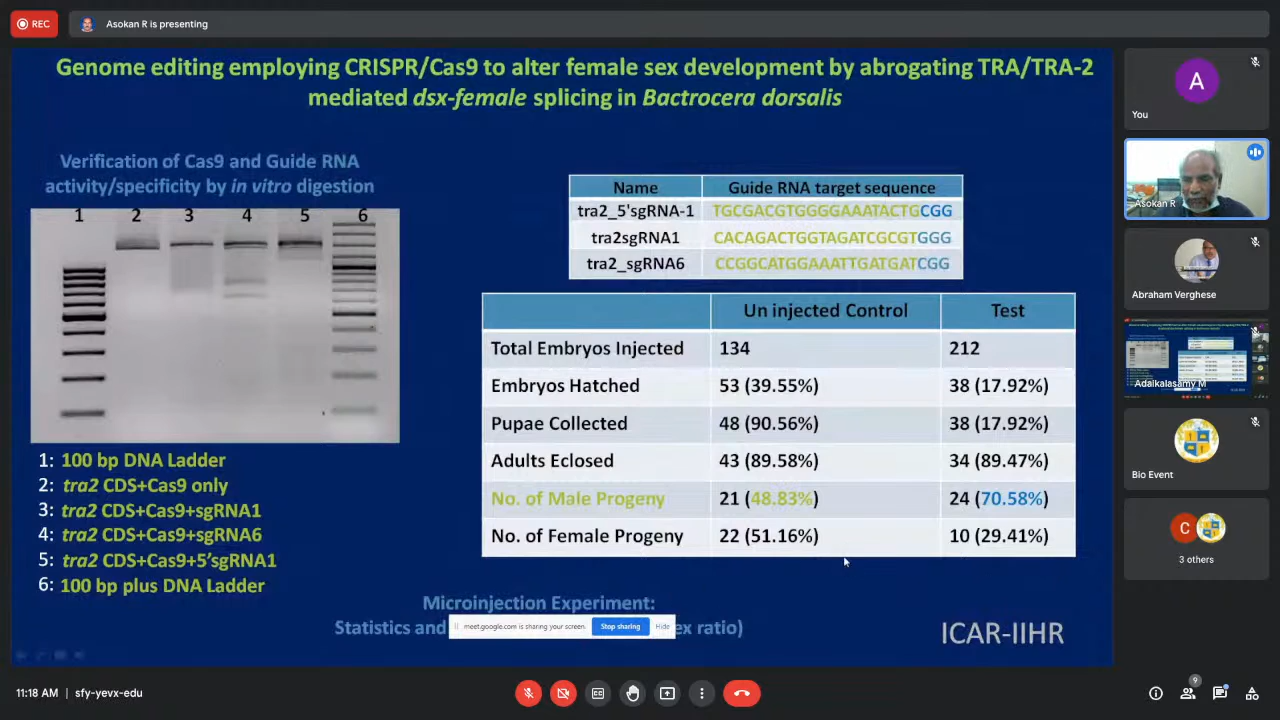 REC
Asokan R is presenting
Genome editing employing CRISPR/Cas9 to alter female sex development by abrogating TRA/TRA-2
mediated dsx-female splicing in Bactrocera dorsalis
Verification of Cas9 and Guide RNA
activity/specificity by in vitro digestion
1 2 3 4 5 6
1: 100 bp DNA Ladder
2: tra2 CDS+Cas9 only
3 tra2 CDS+Cas9+sgRNA1
4: tra2 CDS+Cas9+sgRNA6
5: tra2 CDS+Cas9+5'sgRNA1
6: 100 bp plus DNA Ladder
Name Guide RNA target sequence
tra2_5'sgRNA-1 TGCGACGTGGGGAAATACTGCGG
tra2sgRNA1 CACAGACTGGTAGATCGCGTGGG
tra2_sgRNA6 CCGGCATGGAAATTGATGATCGG
Un injected Control Test
Total Embryos Injected 134 212
Embryos Hatched 53 (39.55%) 38 (17.92%)
Pupae Collected 48 (90.56%) 38 (17.92%)
Adults Eclosed 43 (89.58%) 34 (89.47%)
No. of Male Progeny 21 (48.83%) 24 (70.58%)
No. of Female Progeny 22 (51.16%) 10 (29.41%)
Microinjection Experiment:
Statistics and ex ratio)
meet.google.com is sharing your screen. Stop sharing Hide
ICAR-IIHR
A
You
Asokan R
Abraham Verghese
Adaikalasamy M
Bio Event
C
3 others
11:18 AM | sfy-yevx-edu
9